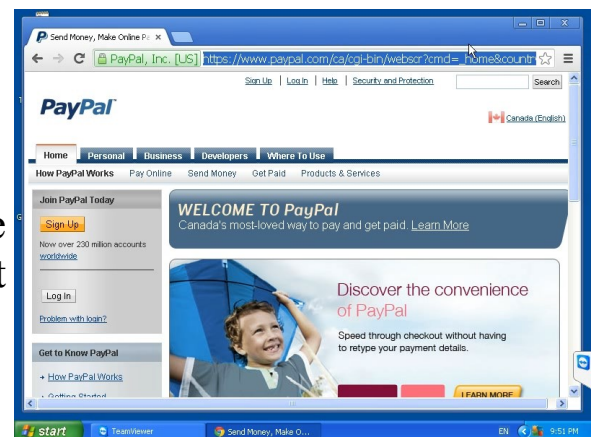 Send Money, Make Online Pa
PayPal, Inc. [US] https://www.paypal.com/ca/cgi-bin/webscr?cmd=_home&countr
Sign Up | Log In | Help | Security and Protection Search
PayPal
Canada (English)
Home Personal Business Developers Where To Use
How PayPal Works Pay Online Send Money Get Paid Products & Services
Join PayPal Today
Sign Up
Now over 230 million accounts
worldwide
Log In
Problem with login?
Get to Know PayPal
How PayPal Works
Getting Started
WELCOME TO PayPal
Canada's most-loved way to pay and get paid. Learn More
Discover the convenience
of PayPal
Speed through checkout without having
to retype your payment details.
LEARN MORE
e
t
start TeamViewer Send Money, Make O... EN 9:51 PM